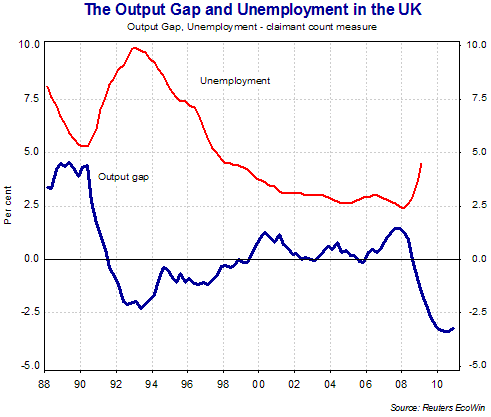 The Output Gap and Unemployment in the UK
Output Gap, Unemployment - claimant count measure
10.0 10.0
Unemployment
7.5 7.5
5.0 5.0
Output gap
Per cent
2.5 2.5
0.0 0.0
-2.5 -2.5
-5.0 -5.0
88 90 92 94 96 98 00 02 04 06 08 10
Source: Reuters EcoWin